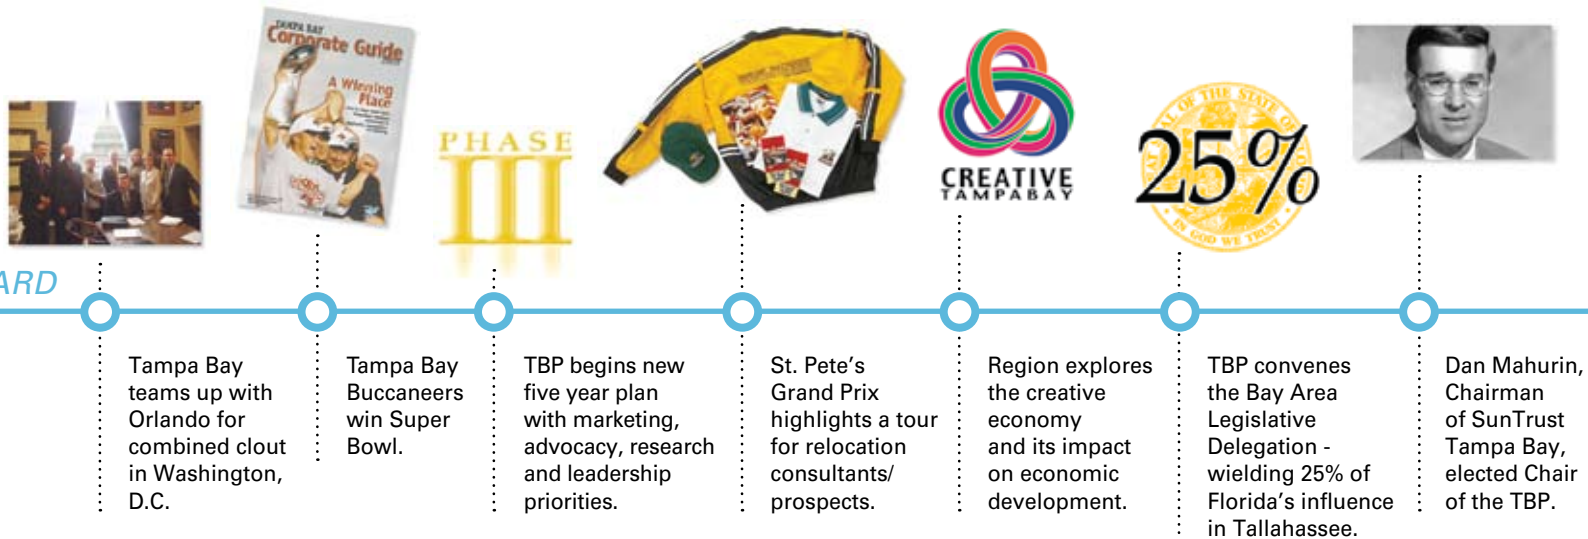 TAMPA BAY
Corporate Guide
A Winning
Place
PHASE
III
CREATIVE
TAMPABAY
SEAL OF THE STATE OF
25%
IN GOD WE TRUST
ARD
Tampa Bay
teams up with
Orlando for
combined clout
in Washington,
D.C.
Tampa Bay
Buccaneers
win Super
Bowl.
TBP begins new
five year plan
with marketing,
advocacy, research
and leadership
priorities.
St. Pete’s
Grand Prix
highlights a tour
for relocation
consultants/
prospects.
Region explores
the creative
economy
and its impact
on economic
development.
TBP convenes
the Bay Area
Legislative
Delegation -
wielding 25% of
Florida’s influence
in Tallahassee.
Dan Mahurin,
Chairman
of SunTrust
Tampa Bay,
elected Chair
of the TBP.